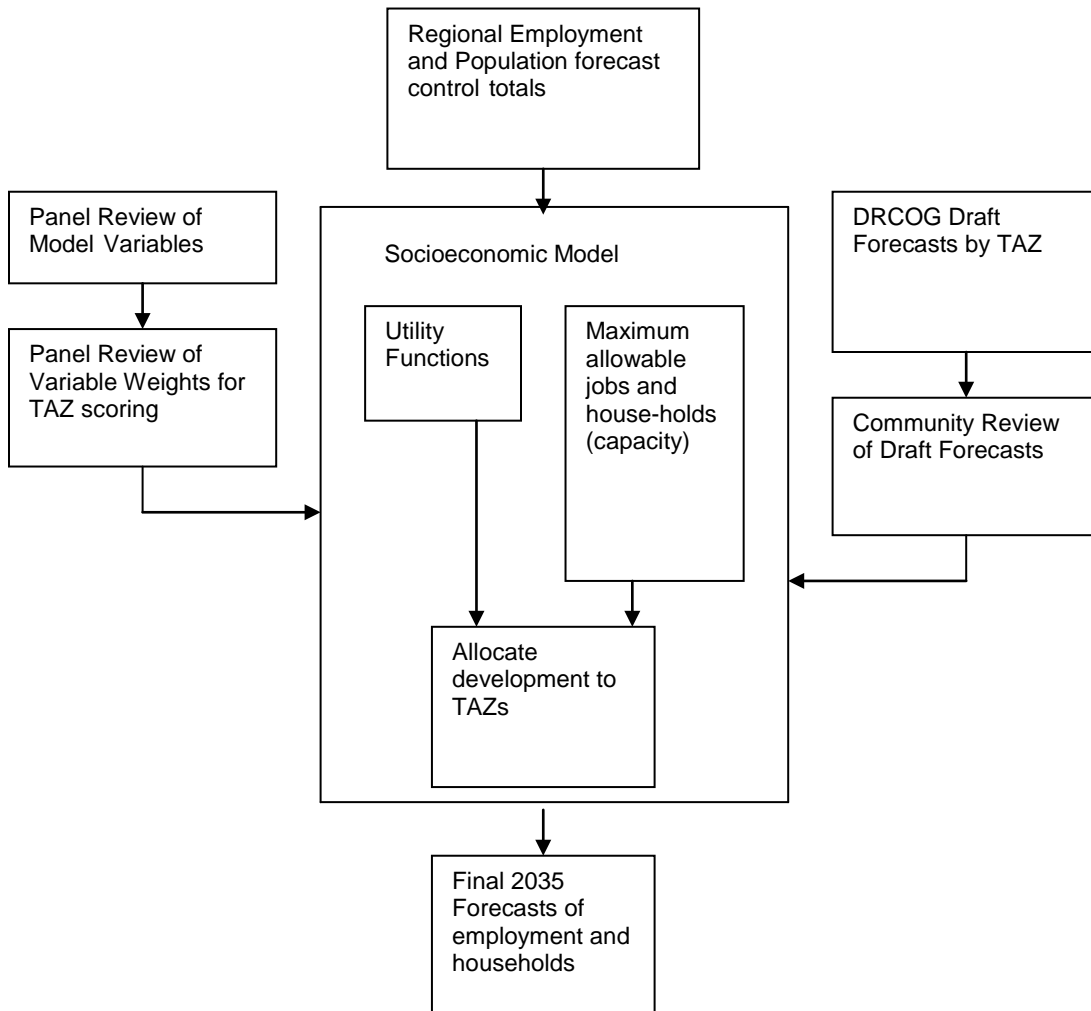 Regional Employment
and Population forecast
control totals
Panel Review of
Model Variables
Panel Review of
Variable Weights for
TAZ scoring
Socioeconomic Model
Utility
Functions
Maximum
allowable
jobs and
house-holds
(capacity)
Allocate
development to
TAZs
DRCOG Draft
Forecasts by TAZ
Community Review
of Draft Forecasts
Final 2035
Forecasts of
employment and
households